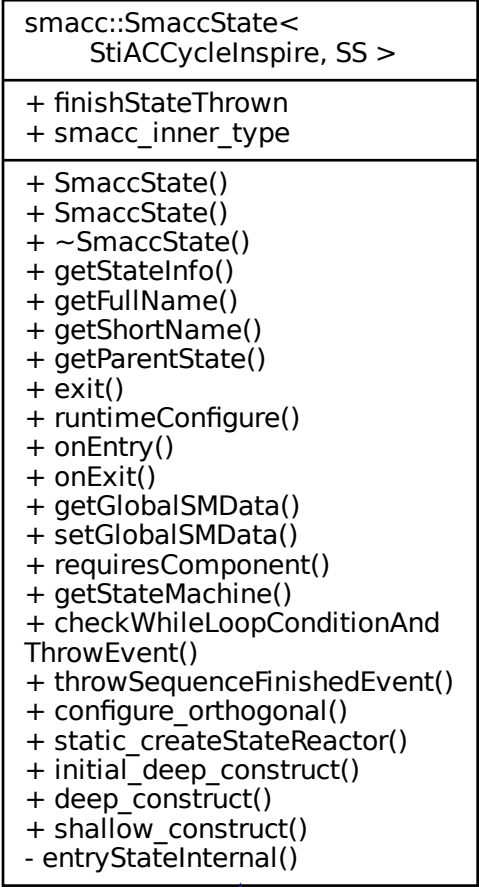 smacc::SmaccState<
StiACCycleInspire, SS >
+ finishStateThrown
+ smacc_inner_type
+ SmaccState()
+ SmaccState()
+ ~SmaccState()
+ getStateInfo()
+ getFullName()
+ getShortName()
+ getParentState()
+ exit()
+ runtimeConfigure()
+ onEntry()
+ onExit()
+ getGlobalSMData()
+ setGlobalSMData()
+ requiresComponent()
+ getStateMachine()
+ checkWhileLoopConditionAnd
ThrowEvent()
+ throwSequenceFinishedEvent()
+ configure_orthogonal()
+ static_createStateReactor()
+ initial_deep_construct()
+ deep_construct()
+ shallow_construct()
- entryStateInternal()